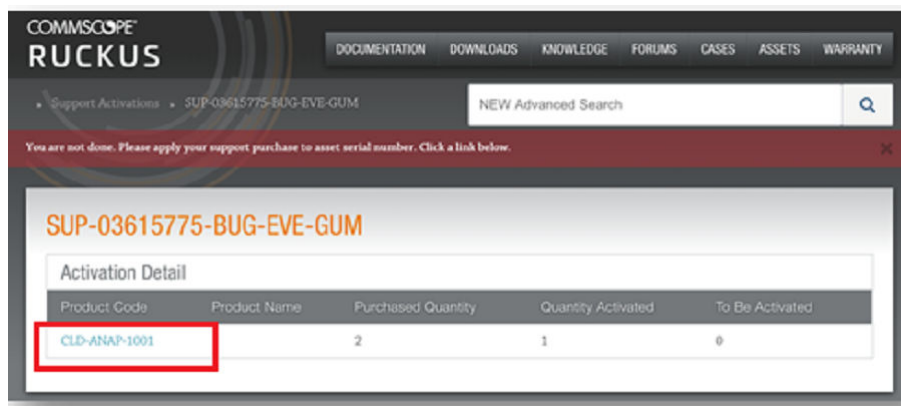 COMMSCOPE
RUCKUS
DOCUMENTATION DOWNLOADS KNOWLEDGE FORUMS CASES ASSETS WARRANTY
Support Activations SUP-03615775-BUG-EVE-GUM
NEW Advanced Search
You are not done. Please apply your support purchase to asset serial number. Click a link below.
SUP-03615775-BUG-EVE-GUM
Activation Detail
Product Code Product Name Purchased Quantity Quantity Activated To Be Activated
CLD-ANAP-1001 2 1 0